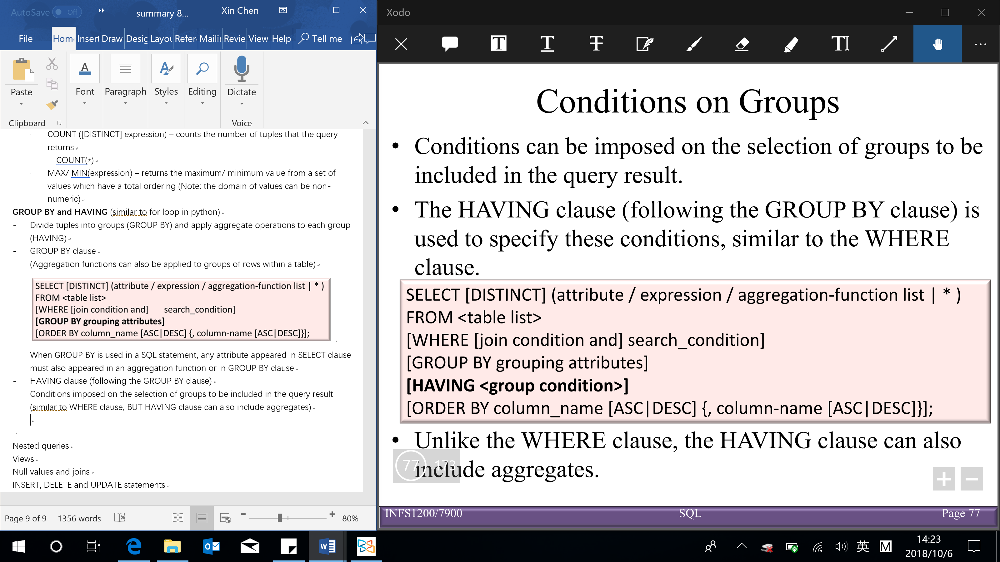 AutoSave Off
summary 8...
Xin Chen
File
Home
Insert
Draw
Desig
Layou
Refer
Mailin
Revie
View
Help
Tell me
Paste
Font
Paragraph
Styles
Editing
Dictate
Clipboard
Voice
· COUNT ([DISTINCT] expression) – counts the number of tuples that the query
returns
COUNT(*)
· MAX/ MIN(expression) – returns the maximum/ minimum value from a set of
values which have a total ordering (Note: the domain of values can be non-
numeric)
GROUP BY and HAVING (similar to for loop in python)
- Divide tuples into groups (GROUP BY) and apply aggregate operations to each group
(HAVING)
- GROUP BY clause
(Aggregation functions can also be applied to groups of rows within a table)
SELECT [DISTINCT] (attribute / expression / aggregation-function list | * )
FROM <table list>
[WHERE [join condition and] search_condition]
[GROUP BY grouping attributes]
[ORDER BY column_name [ASC|DESC] {, column-name [ASC|DESC]}];
When GROUP BY is used in a SQL statement, any attribute appeared in SELECT clause
must also appeared in an aggregation function or in GROUP BY clause
- HAVING clause (following the GROUP BY clause)
Conditions imposed on the selection of groups to be included in the query result
(similar to WHERE clause, BUT HAVING clause can also include aggregates)
Nested queries
Views
Null values and joins
INSERT, DELETE and UPDATE statements
Page 9 of 9
1356 words
80%
Xodo
Conditions on Groups
• Conditions can be imposed on the selection of groups to be
included in the query result.
• The HAVING clause (following the GROUP BY clause) is
used to specify these conditions, similar to the WHERE
clause.
SELECT [DISTINCT] (attribute / expression / aggregation-function list | * )
FROM <table list>
[WHERE [join condition and] search_condition]
[GROUP BY grouping attributes]
[HAVING <group condition>]
[ORDER BY column_name [ASC|DESC] {, column-name [ASC|DESC]}];
• Unlike the WHERE clause, the HAVING clause can also
include aggregates.
77 173
INFS1200/7900
SQL
Page 77
英
M
14:23
2018/10/6